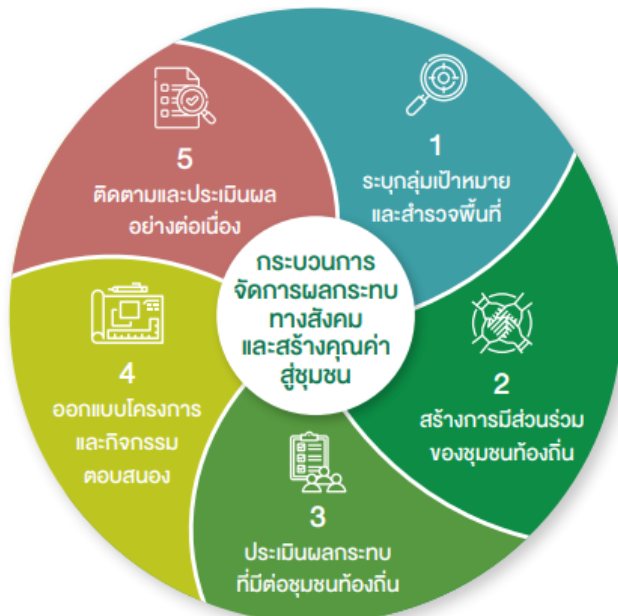 กระบวนการ
จัดการผลกระทบ
ทางสังคม
และสร้างคุณค่า
สู่ชุมชน
1
ระบุกลุ่มเป้าหมาย
และสำรวจพื้นที่
2
สร้างการมีส่วนร่วม
ของชุมชนท้องถิ่น
3
ประเมินผลกระทบ
ที่มีต่อชุมชนท้องถิ่น
4
ออกแบบโครงการ
และกิจกรรม
ตอบสนอง
5
ติดตามและประเมินผล
อย่างต่อเนื่อง